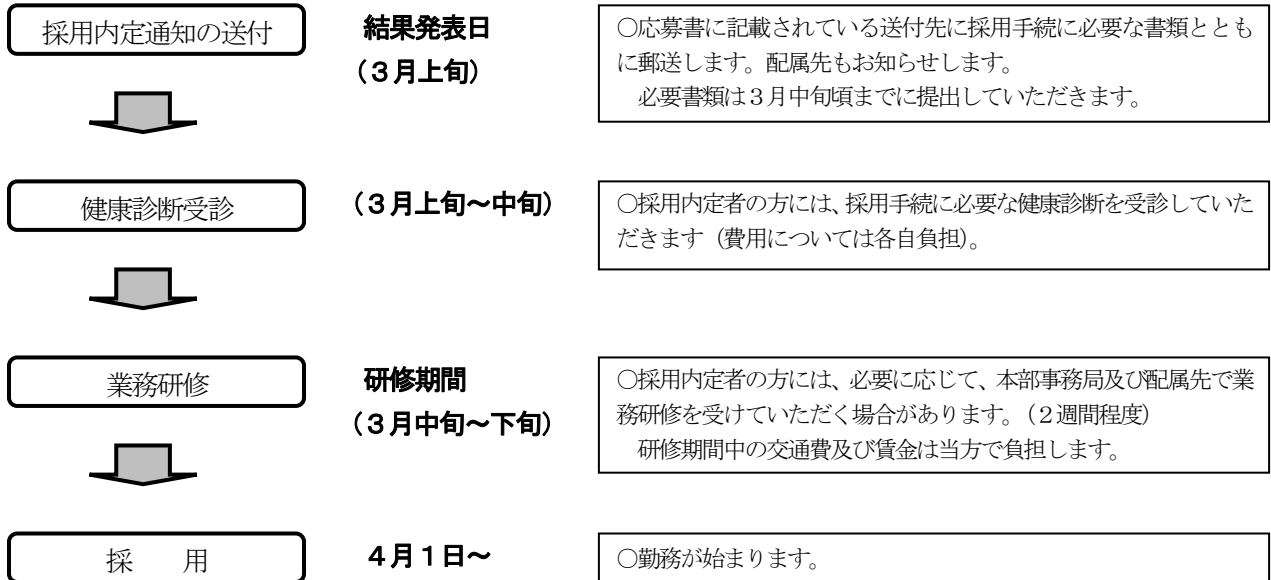 採用内定通知の送付
結果発表日
（３月上旬）
○応募書に記載されている送付先に採用手続に必要な書類ととも
に郵送します。配属先もお知らせします。
　必要書類は３月中旬頃までに提出していただきます。
健康診断受診
（３月上旬～中旬）
○採用内定者の方には、採用手続に必要な健康診断を受診していた
だきます（費用については各自負担）。
業務研修
研修期間
（３月中旬～下旬）
○採用内定者の方には、必要に応じて、本部事務局及び配属先で業
務研修を受けていただく場合があります。（２週間程度）
　研修期間中の交通費及び賃金は当方で負担します。
採　　用
４月１日～
○勤務が始まります。